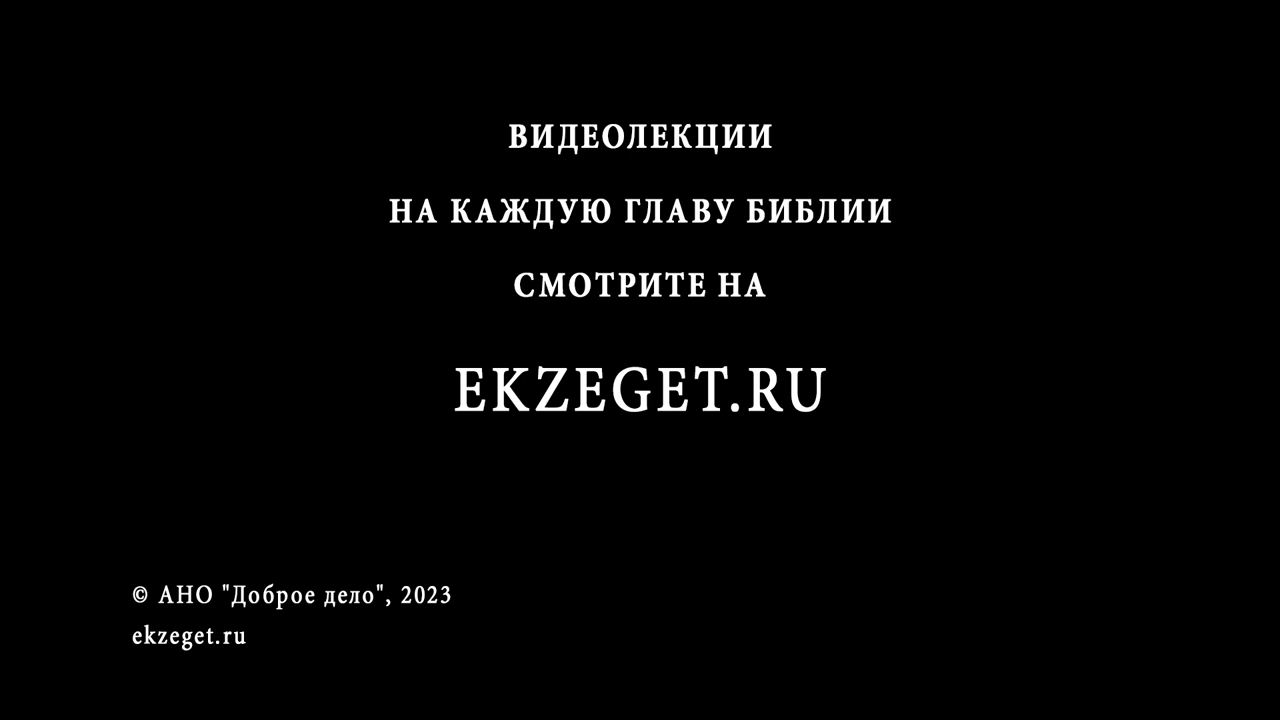 ВИДЕОЛЕКЦИИ
НА КАЖДУЮ ГЛАВУ БИБЛИИ
СМОТРИТЕ НА
EKZEGET.RU
© АНО "Доброе дело", 2023
ekzeget.ru